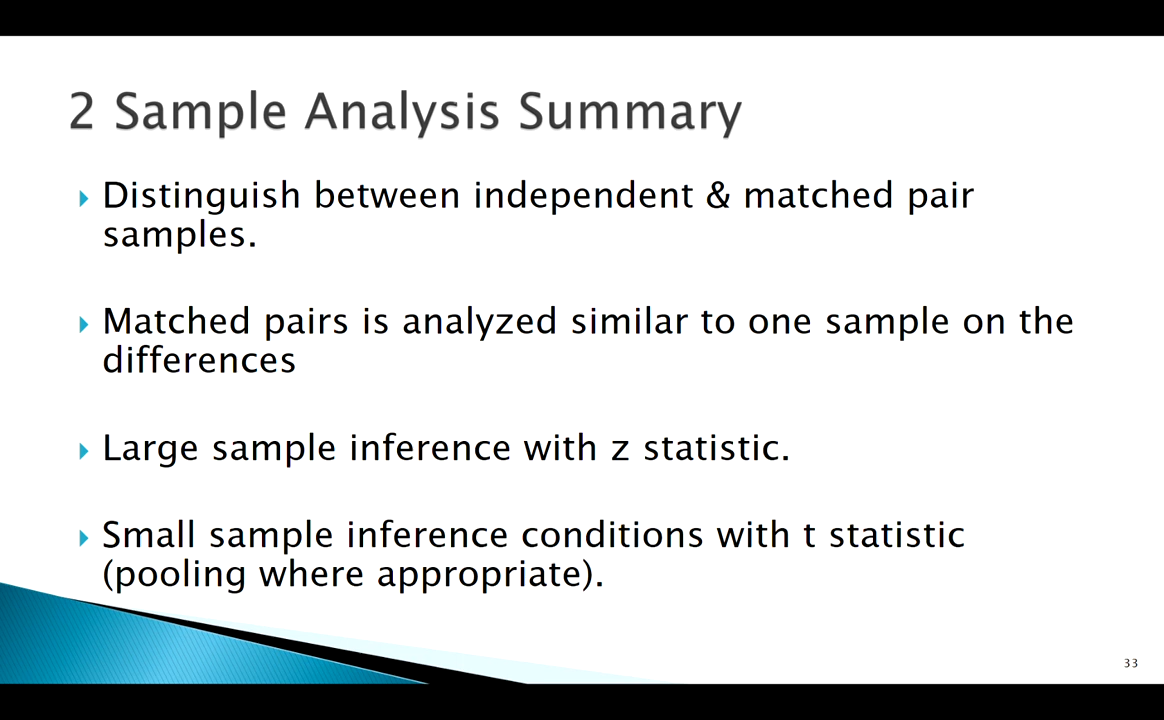 2 Sample Analysis Summary
Distinguish between independent & matched pair
samples.
Matched pairs is analyzed similar to one sample on the
differences
Large sample inference with z statistic.
Small sample inference conditions with t statistic
(pooling where appropriate).
33